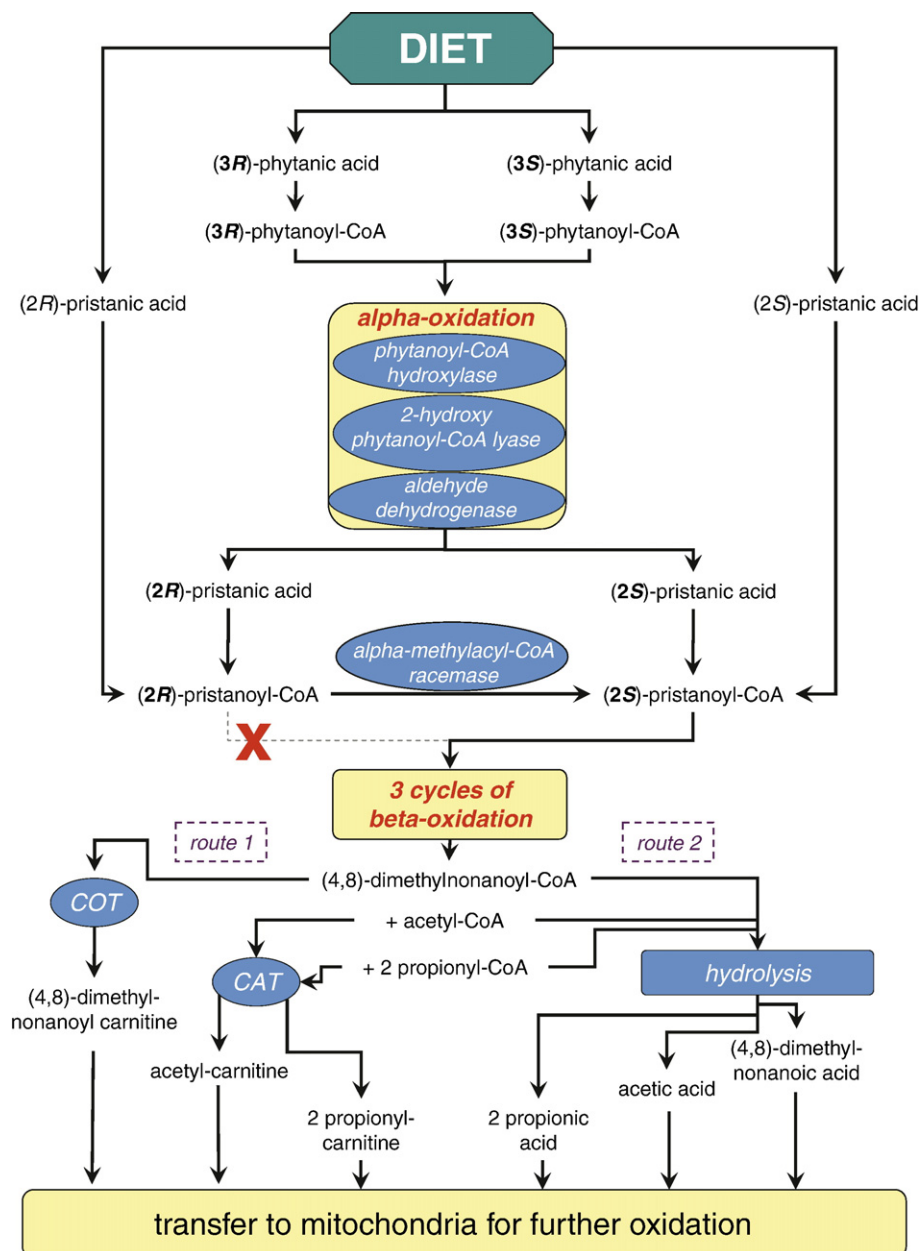 DIET
(3R)-phytanic acid
(3S)-phytanic acid
(3R)-phytanoyl-CoA
(3S)-phytanoyl-CoA
(2R)-pristanic acid
(2S)-pristanic acid
alpha-oxidation
phytanoyl-CoA
hydroxylase
2-hydroxy
phytanoyl-CoA lyase
aldehyde
dehydrogenase
(2R)-pristanic acid
(2S)-pristanic acid
alpha-methylacyl-CoA
racemase
(2R)-pristanoyl-CoA
(2S)-pristanoyl-CoA
X
3 cycles of
beta-oxidation
route 1
route 2
(4,8)-dimethylnonanoyl-CoA
COT
+ acetyl-CoA
+ 2 propionyl-CoA
CAT
hydrolysis
(4,8)-dimethyl-
nonanoyl carnitine
acetyl-carnitine
2 propionyl-
carnitine
2 propionic
acid
acetic acid
(4,8)-dimethyl-
nonanoic acid
transfer to mitochondria for further oxidation